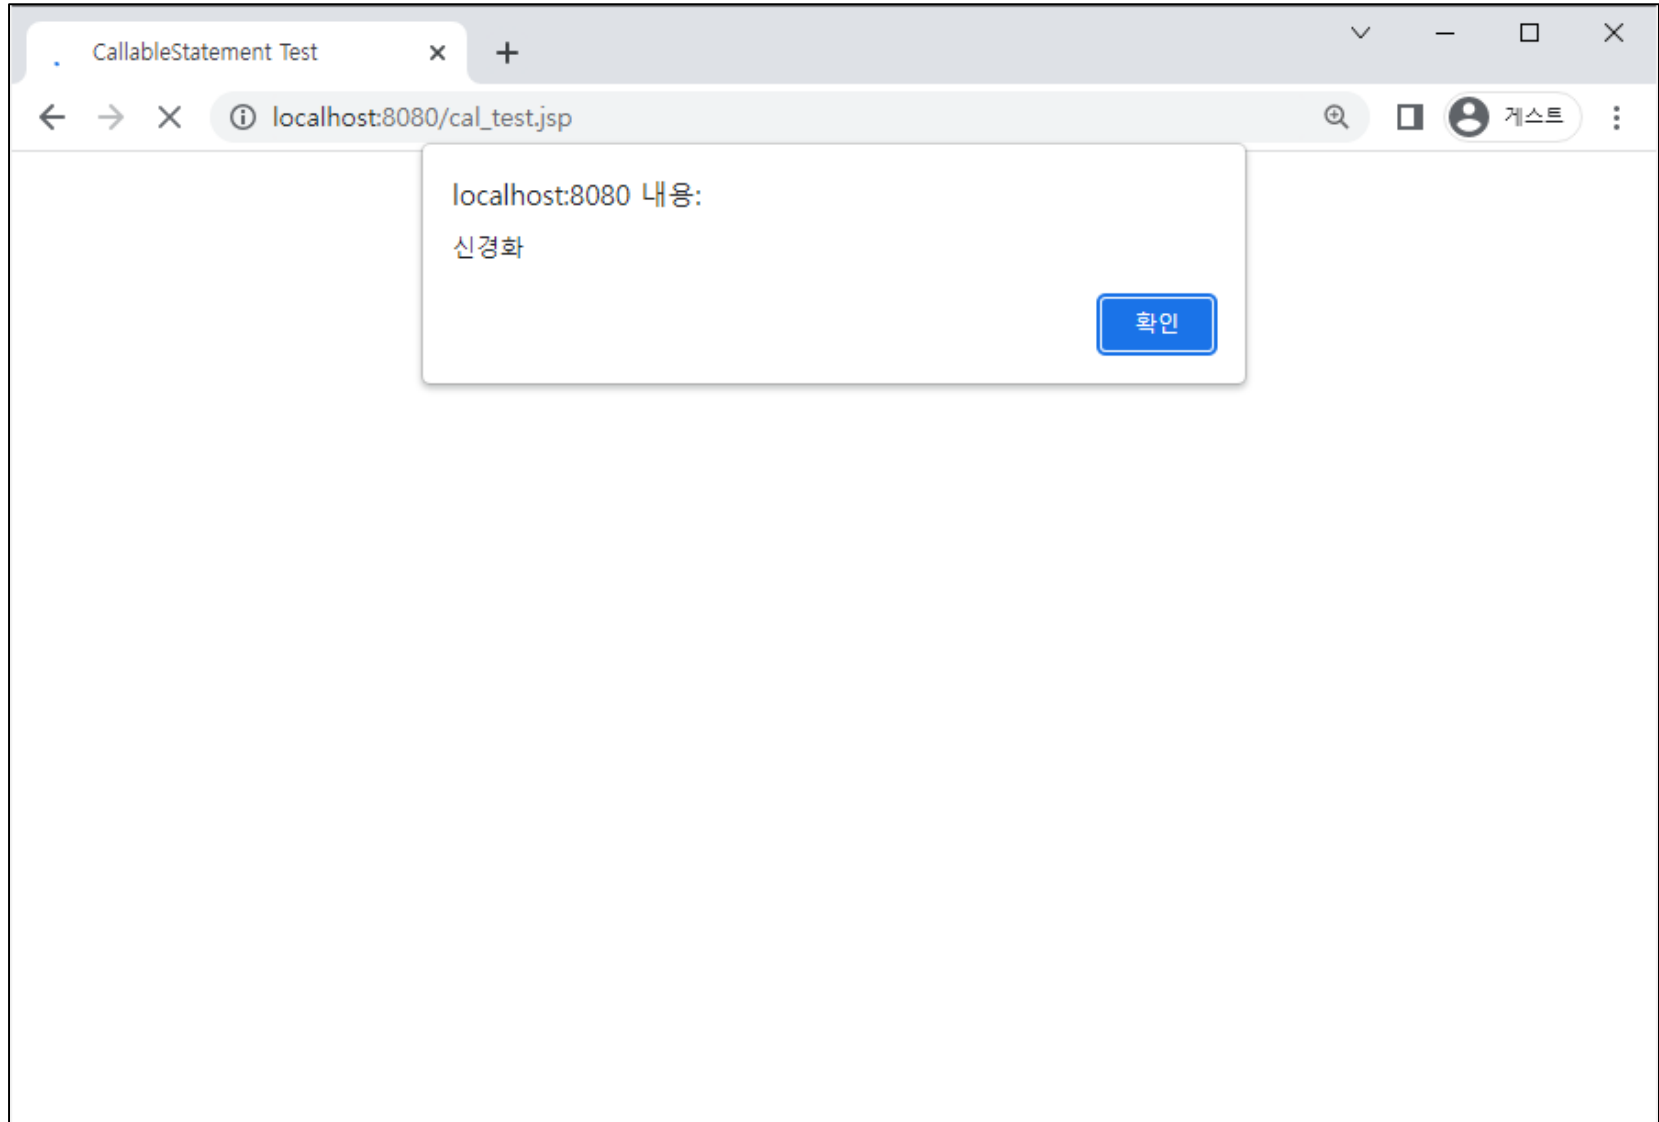 CallableStatement Test
localhost:8080/cal_test.jsp
게스트
localhost:8080 내용:
신경화
확인